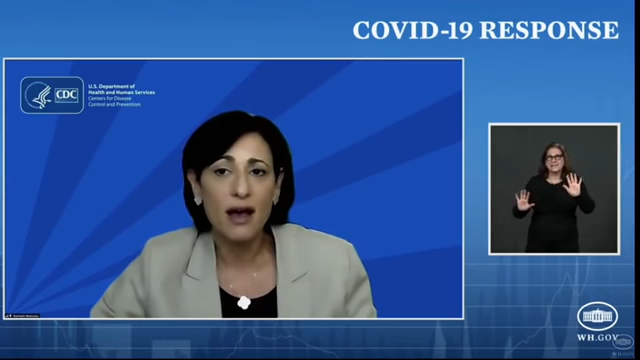 COVID-19 RESPONSE
CDC
U.S. Department of
Health and Human Services
Centers for Disease
Control and Prevention
WH.GOV